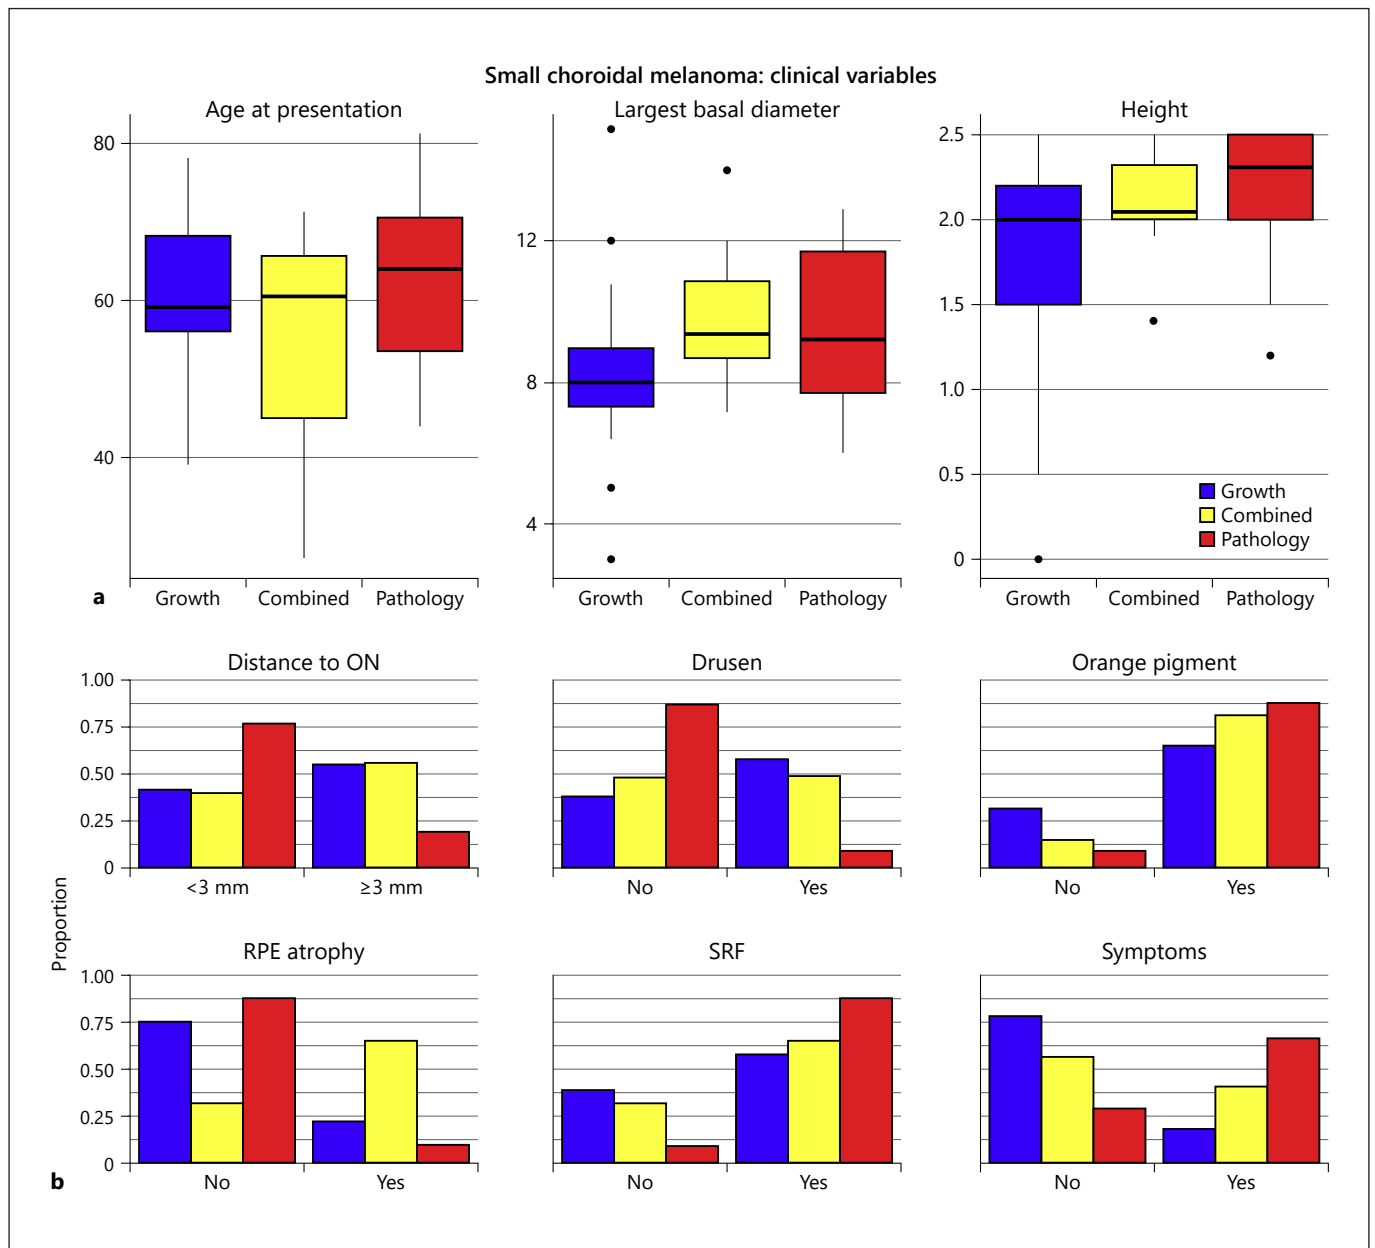 Small choroidal melanoma: clinical variables
Age at presentation
Largest basal diameter
Height
80
60
40
12
8
4
2.5
2.0
1.5
1.0
0.5
0
Growth
Combined
Pathology
a
Growth
Combined
Pathology
Growth
Combined
Pathology
Growth
Combined
Pathology
Proportion
Distance to ON
Drusen
Orange pigment
1.00
0.75
0.50
0.25
0
<3 mm
≥3 mm
No
Yes
No
Yes
RPE atrophy
SRF
Symptoms
1.00
0.75
0.50
0.25
0
b
No
Yes
No
Yes
No
Yes